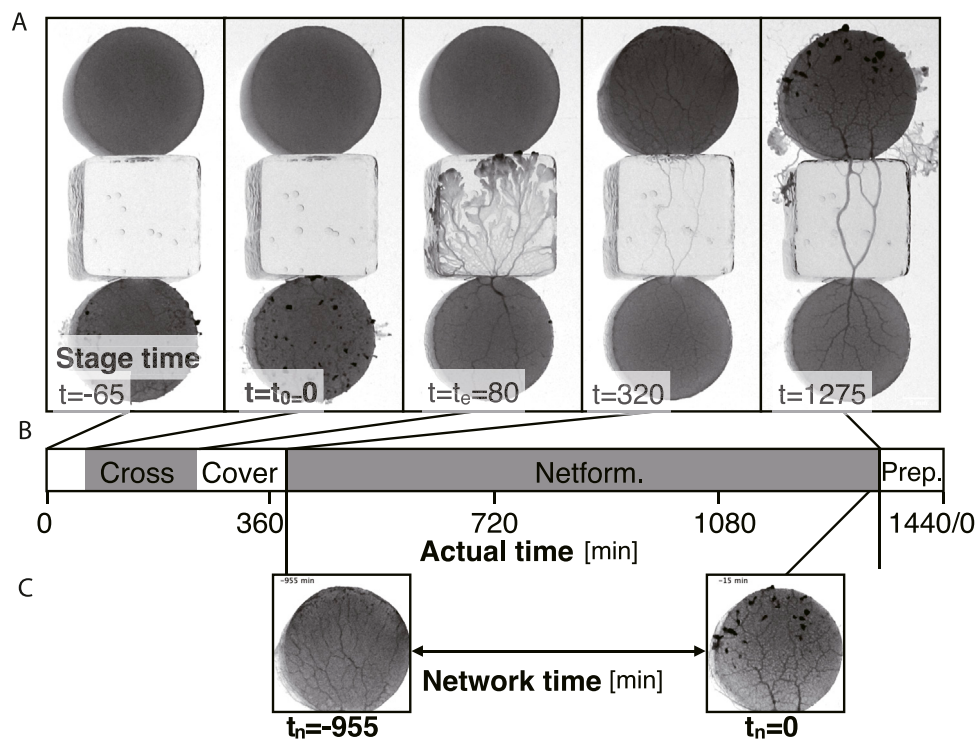 A
Stage time
t=-65
t=t0=0
t=te=80
t=320
t=1275
B
Cross
Cover
Netform.
Prep.
0
360
720
1080
1440/0
Actual time [min]
C
-955 min
-15 min
Network time [min]
tn=-955
tn=0